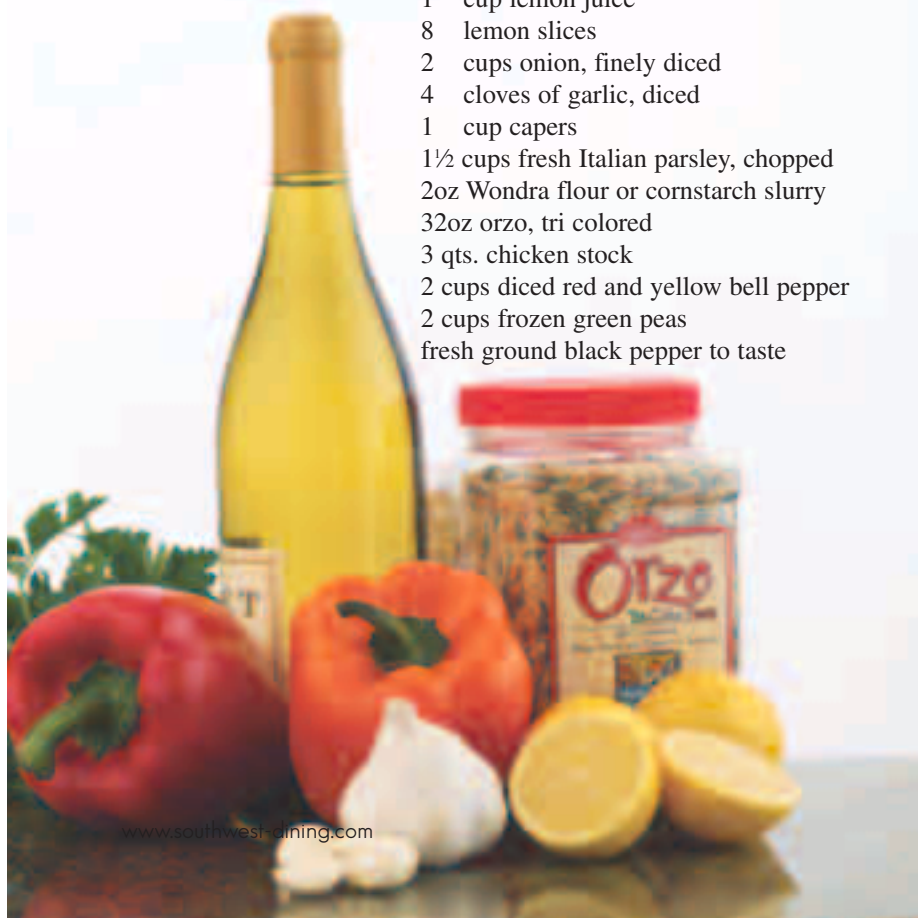 1 cup lemon juice
8 lemon slices
2 cups onion, finely diced
4 cloves of garlic, diced
1 cup capers
1½ cups fresh Italian parsley, chopped
2oz Wondra flour or cornstarch slurry
32oz orzo, tri colored
3 qts. chicken stock
2 cups diced red and yellow bell pepper
2 cups frozen green peas
fresh ground black pepper to taste
Orzo
T
www.southwest-dining.com